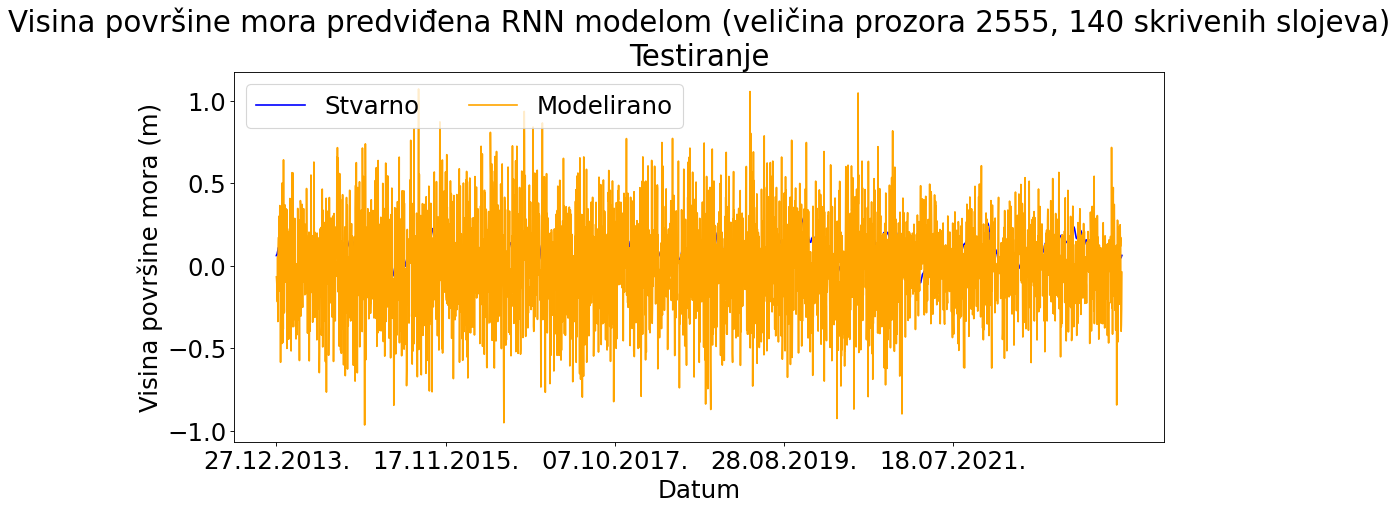 Visina površine mora predviđena RNN modelom (veličina prozora 2555, 140 skrivenih slojeva)
Testiranje
Stvarno
Modelirano
Visina površine mora (m)
1.0
0.5
0.0
−0.5
−1.0
27.12.2013.
17.11.2015.
07.10.2017.
28.08.2019.
18.07.2021.
Datum